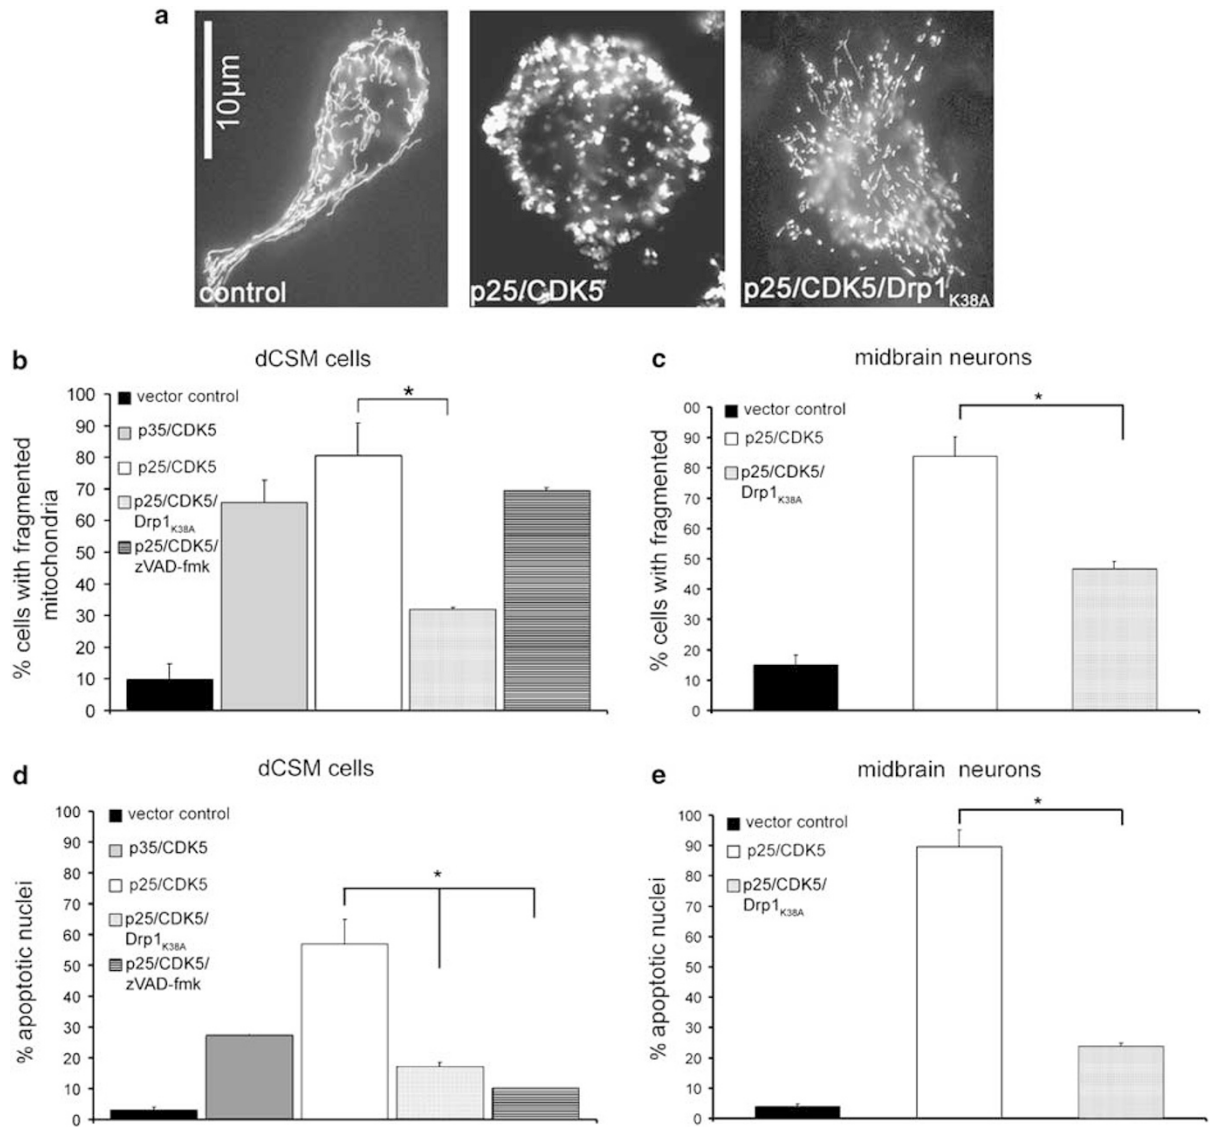 a
10µm
control
p25/CDK5
p25/CDK5/Drp1K38A
b
dCSM cells
% cells with fragmented
mitochondria
100
90
80
70
60
50
40
30
20
10
0
vector control
p35/CDK5
p25/CDK5
p25/CDK5/
Drp1K38A
p25/CDK5/
zVAD-fmk
*
c
midbrain neurons
% cells with fragmented
00
90
80
70
60
50
40
30
20
10
0
vector control
p25/CDK5
p25/CDK5/
Drp1K38A
*
d
dCSM cells
% apoptotic nuclei
100
90
80
70
60
50
40
30
20
10
0
vector control
p35/CDK5
p25/CDK5
p25/CDK5/
Drp1K38A
p25/CDK5/
zVAD-fmk
*
e
midbrain neurons
% apoptotic nuclei
100
90
80
70
60
50
40
30
20
10
0
vector control
p25/CDK5
p25/CDK5/
Drp1K38A
*